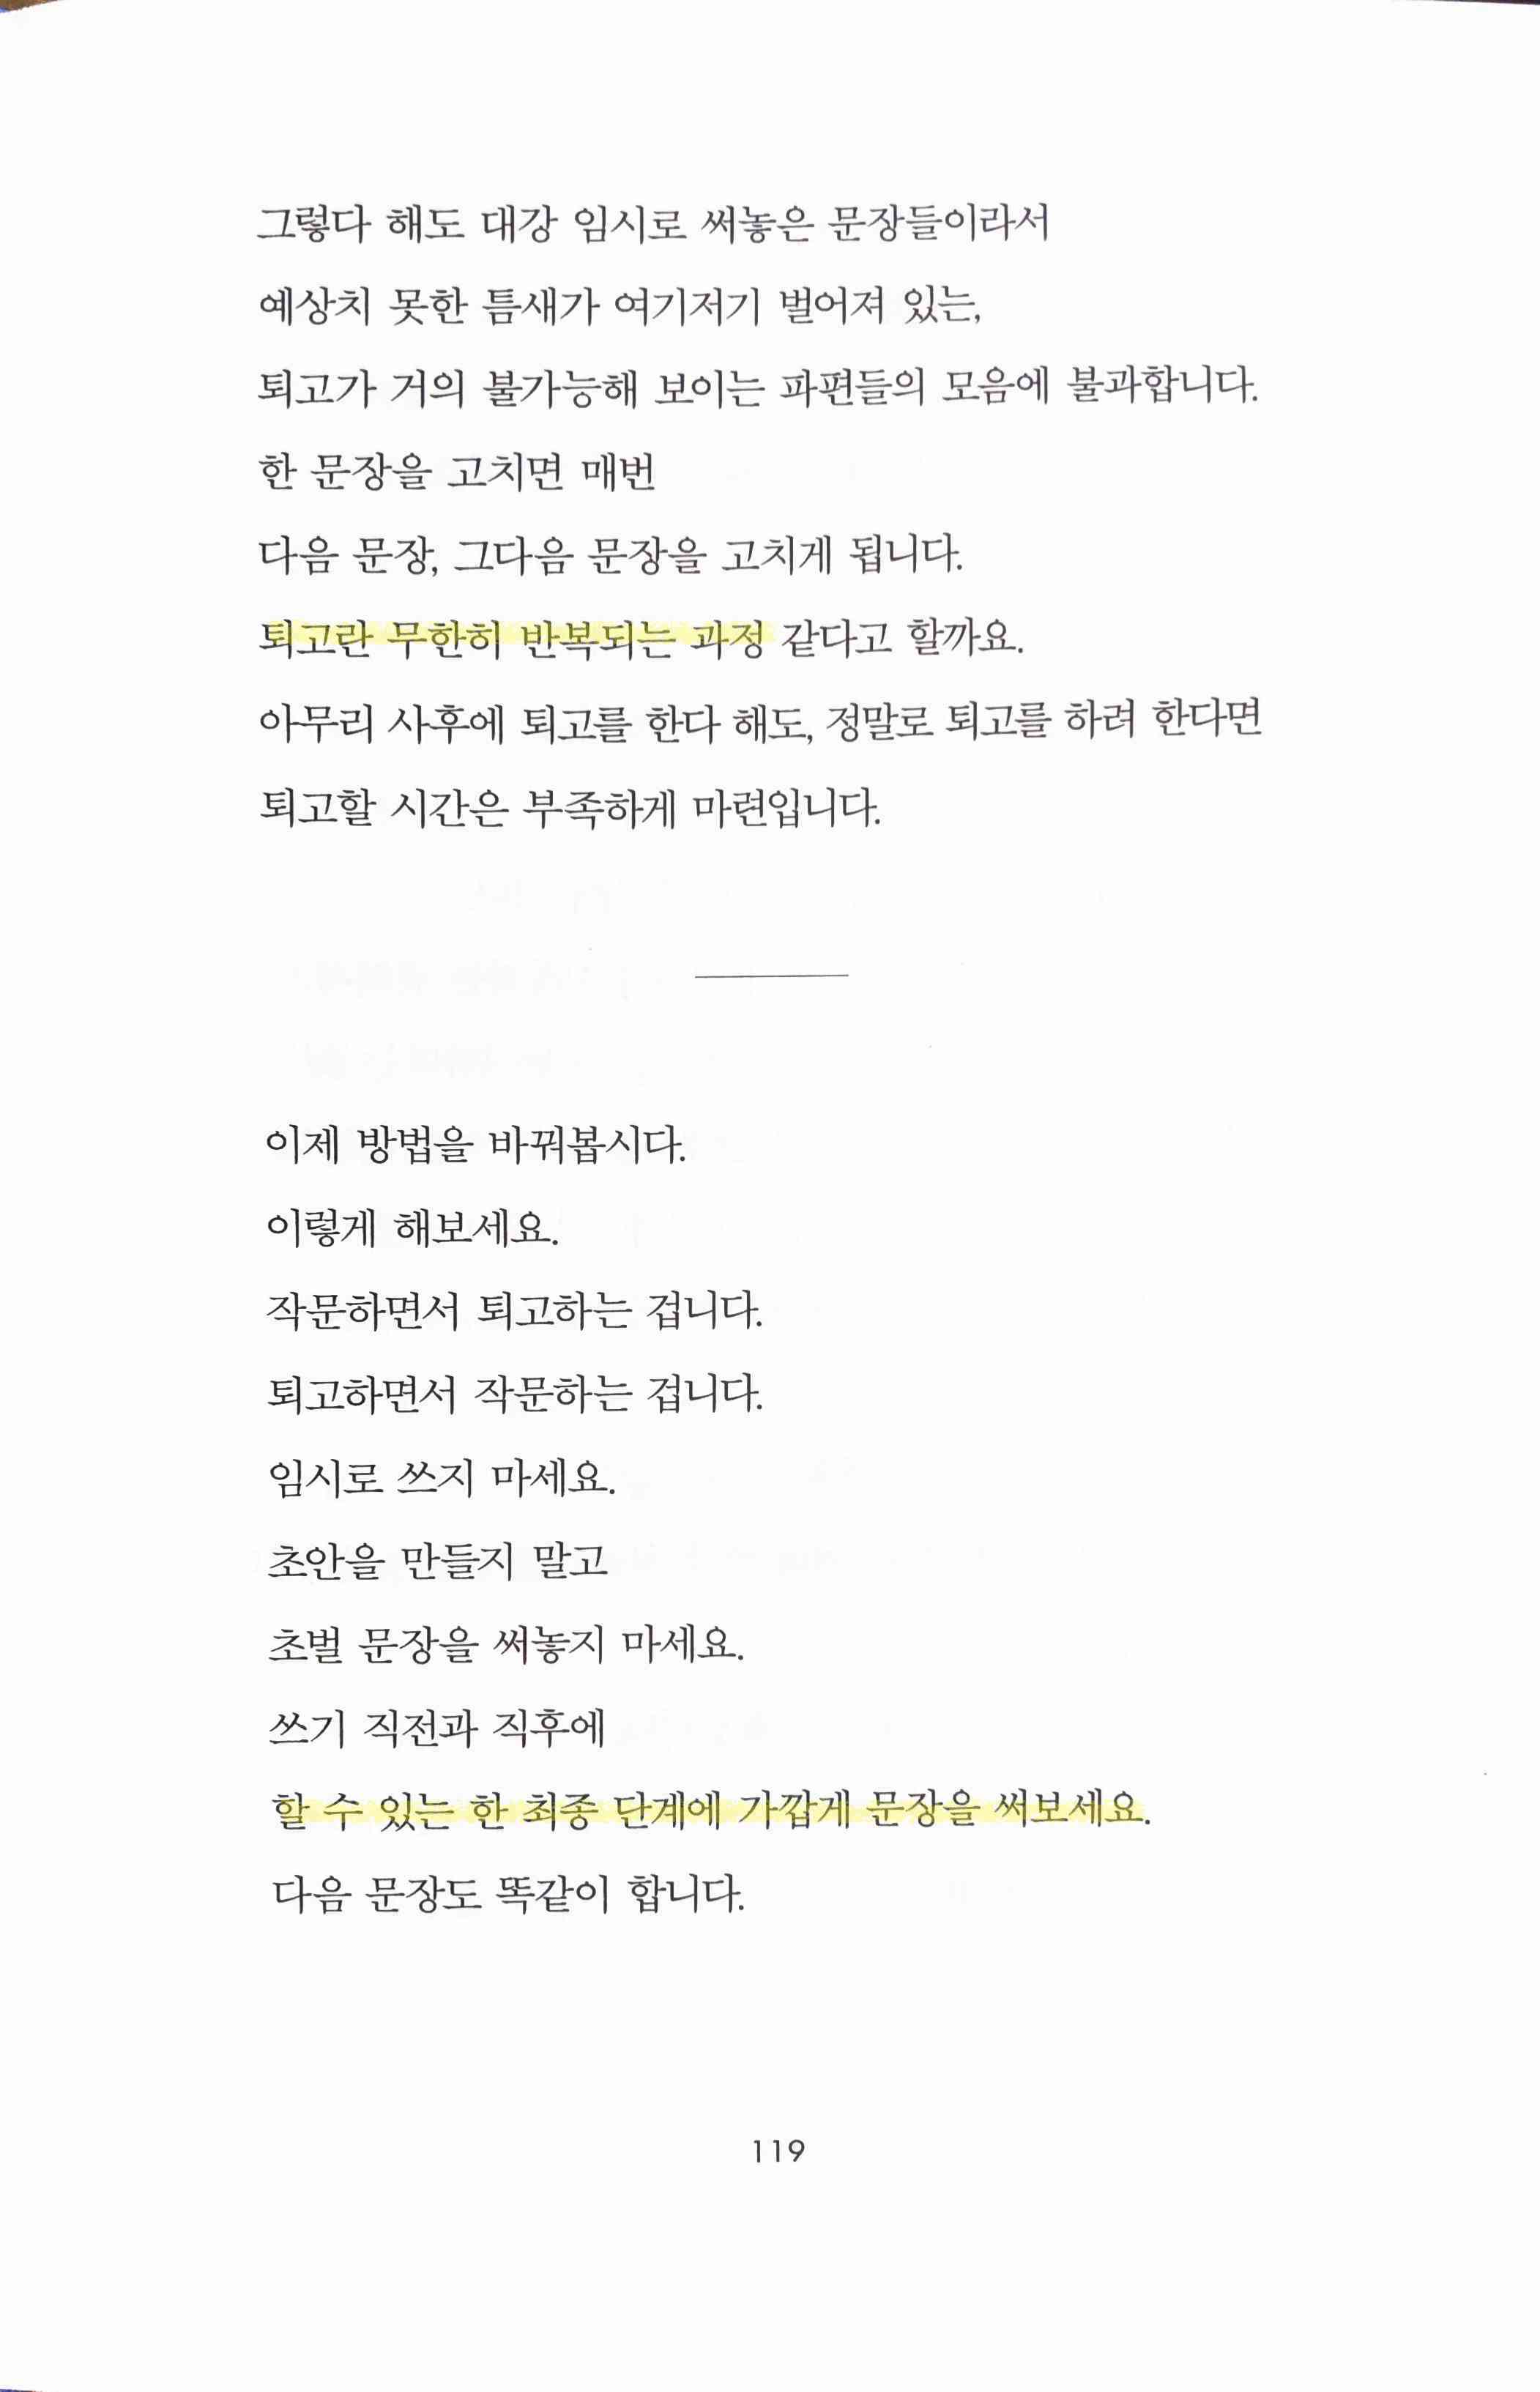 그렇다 해도 대강 임시로 써놓은 문장들이라서
예상치 못한 틈새가 여기저기 벌어져 있는,
퇴고가 거의 불가능해 보이는 파편들의 모음에 불과합니다.
한 문장을 고치면 매번
다음 문장, 그다음 문장을 고치게 됩니다.
퇴고란 무한히 반복되는 과정 같다고 할까요.
아무리 사후에 퇴고를 한다 해도, 정말로 퇴고를 하려 한다면
퇴고할 시간은 부족하게 마련입니다.
이제 방법을 바꿔봅시다.
이렇게 해보세요.
작문하면서 퇴고하는 겁니다.
퇴고하면서 작문하는 겁니다.
임시로 쓰지 마세요.
초안을 만들지 말고
초벌 문장을 써놓지 마세요.
쓰기 직전과 직후에
할 수 있는 한 최종 단계에 가깝게 문장을 써보세요.
다음 문장도 똑같이 합니다.
119